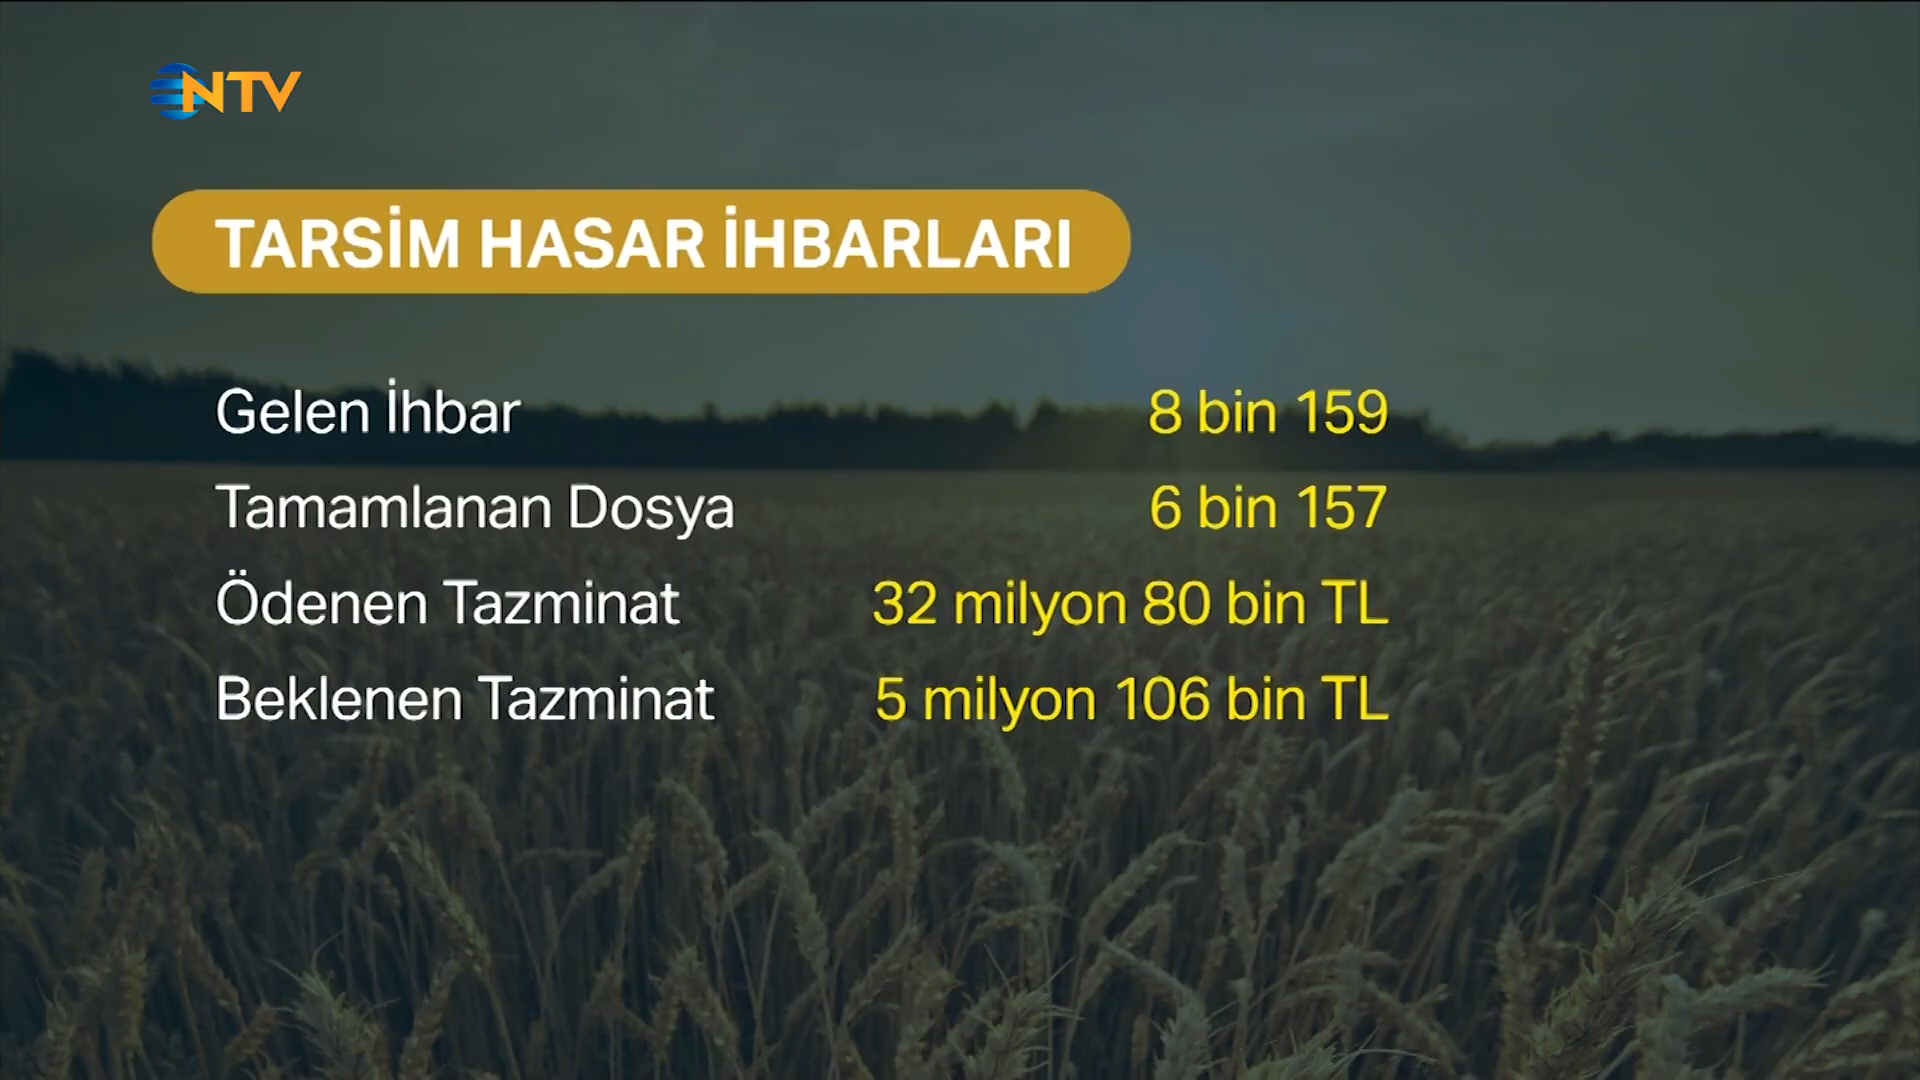 NTV
TARSİM HASAR İHBARLARI
Gelen İhbar 8 bin 159
Tamamlanan Dosya 6 bin 157
Ödenen Tazminat 32 milyon 80 bin TL
Beklenen Tazminat 5 milyon 106 bin TL